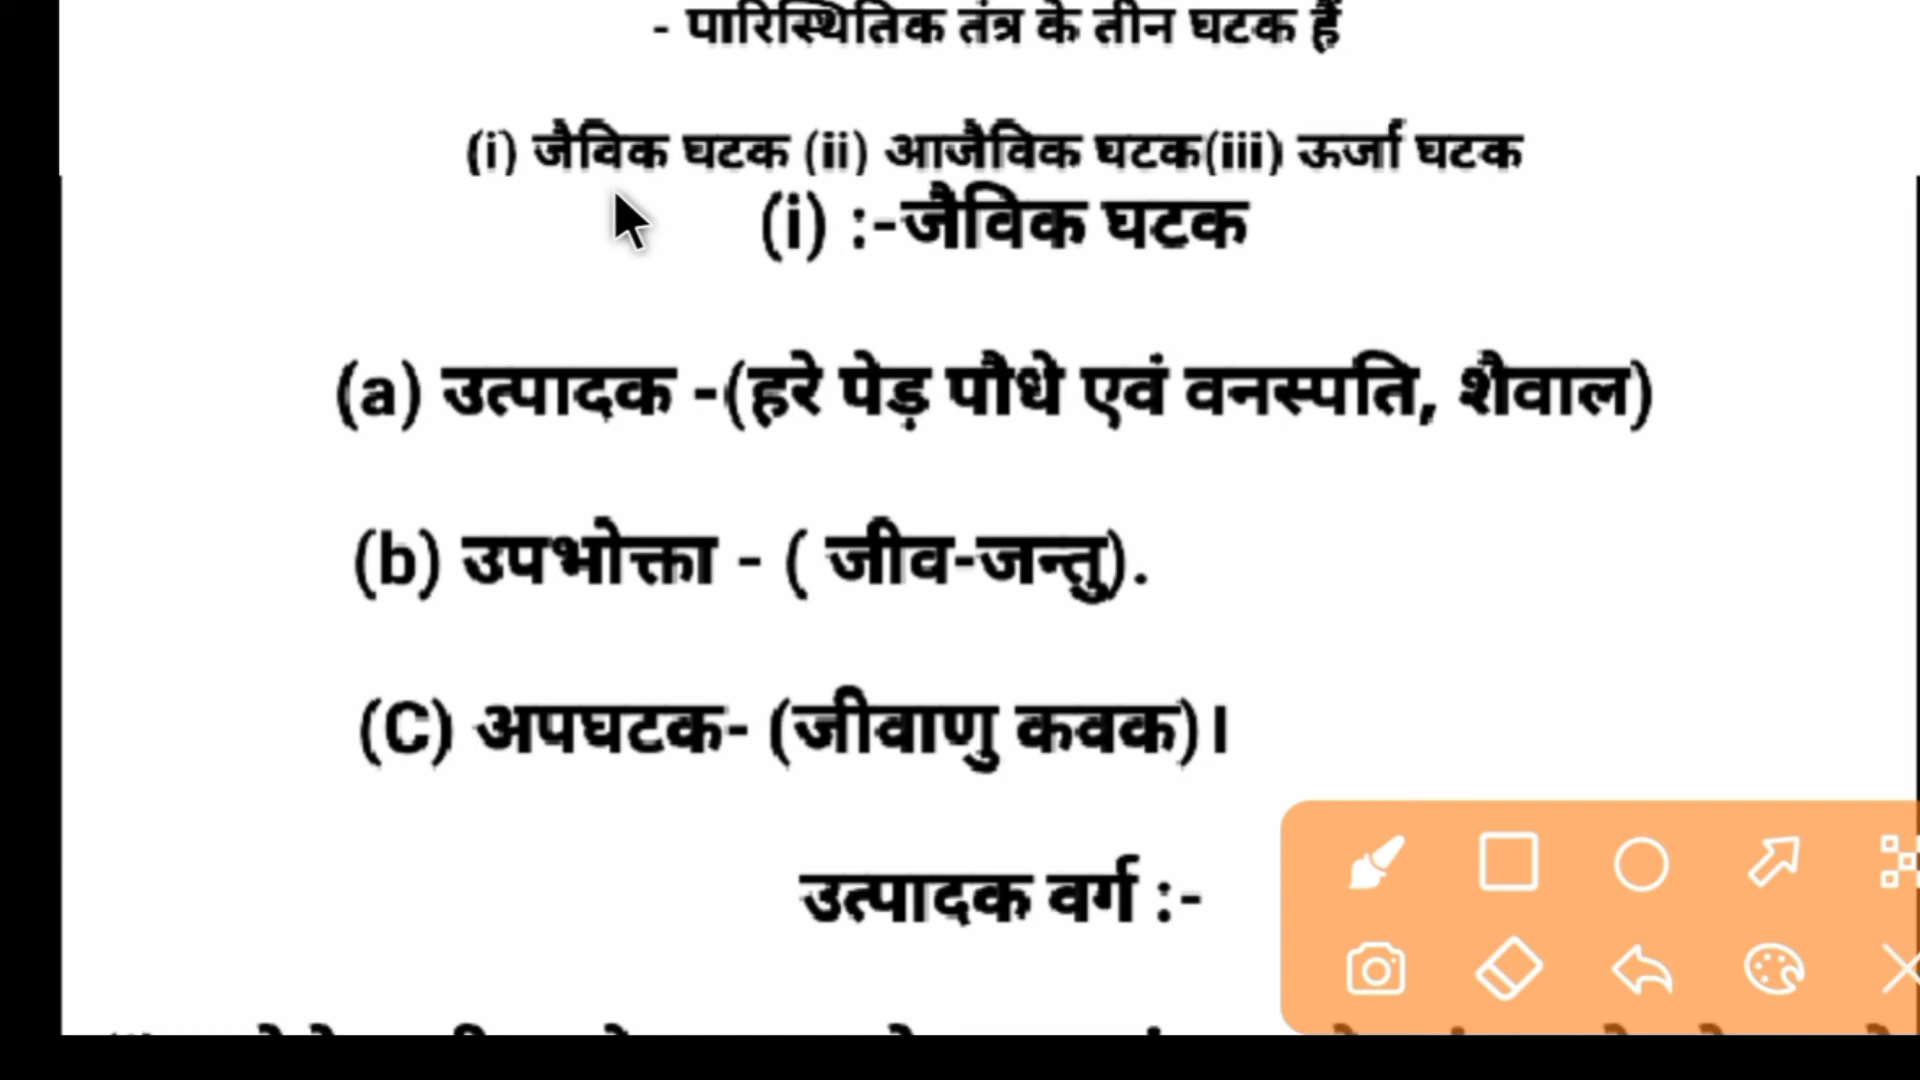 - पारिस्थितिक तंत्र के तीन घटक हैं
(i) जैविक घटक (ii) आजैविक घटक(iii) ऊर्जा घटक
(i) :-जैविक घटक
(a) उत्पादक -(हरे पेड़ पौधे एवं वनस्पति, शैवाल)
(b) उपभोक्ता - ( जीव-जन्तु).
(C) अपघटक- (जीवाणु कवक)।
उत्पादक वर्ग :-